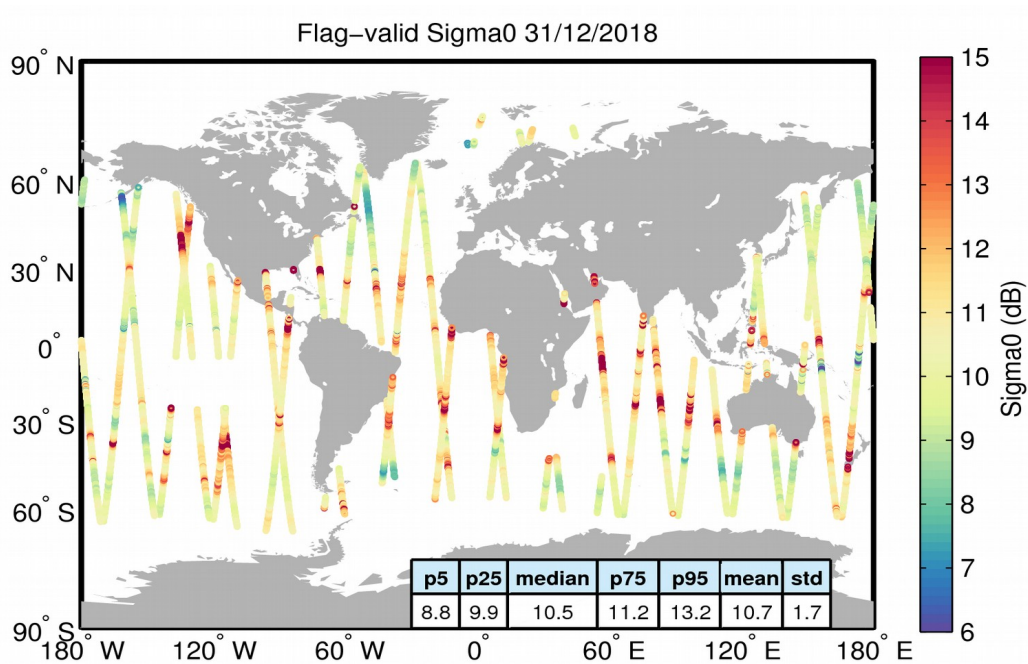 Flag−valid Sigma0 31/12/2018
90° N
60° N
30° N
0°
30° S
60° S
90° S
180° W
120° W
60° W
0°
60° E
120° E
180° E
15
14
13
12
11
10
9
8
7
6
Sigma0 (dB)
p5 p25 median p75 p95 mean std
8.8 9.9 10.5 11.2 13.2 10.7 1.7